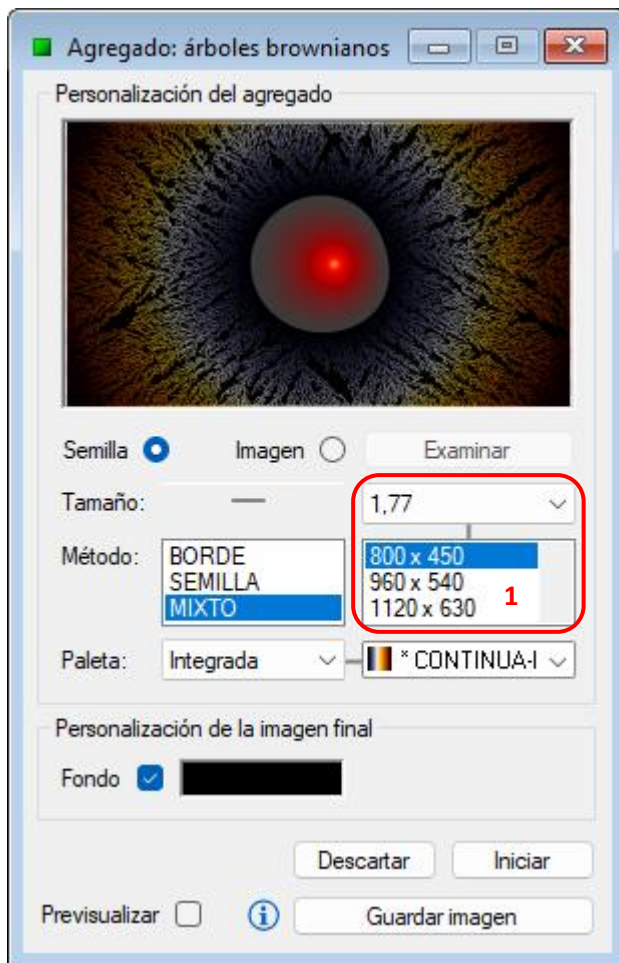 Agregado: árboles brownianos
Personalización del agregado
Semilla Imagen Examinar
Tamaño: 1,77
Método: BORDE 800 x 450
SEMILLA 960 x 540
MIXTO 1120 x 630 1
Paleta: Integrada * CONTINUA-I
Personalización de la imagen final
Fondo
Descartar Iniciar
Previsualizar i Guardar imagen